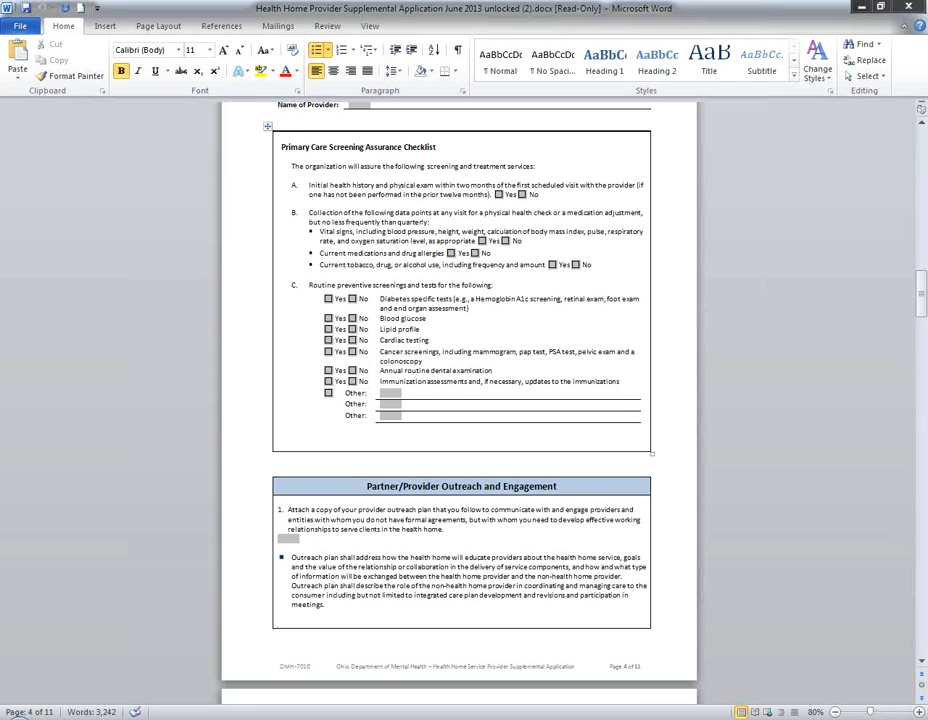 Health Home Provider Supplemental Application June 2013 unlocked (2).docx [Read-Only] – Microsoft Word
File Home Insert Page Layout References Mailings Review View
Paste
Cut
Copy
Format Painter
Clipboard
Calibri (Body) 11
Font
Paragraph
AaBbCcDc AaBbCcDc AaBbC AaBbCc AaB AaBbCc.
¶ Normal ¶ No Spaci... Heading 1 Heading 2 Title Subtitle
Change Styles
Styles
Find
Replace
Select
Editing
Name of Provider:
Primary Care Screening Assurance Checklist
The organization will assure the following screening and treatment services:
A. Initial health history and physical exam within two months of the first scheduled visit with the provider (if
one has not been performed in the prior twelve months). Yes No
B. Collection of the following data points at any visit for a physical health check or a medication adjustment,
but no less frequently than quarterly:
• Vital signs, including blood pressure, height, weight, calculation of body mass index, pulse, respiratory
rate, and oxygen saturation level, as appropriate Yes No
• Current medications and drug allergies Yes No
• Current tobacco, drug, or alcohol use, including frequency and amount Yes No
C. Routine preventive screenings and tests for the following:
Yes No Diabetes specific tests (e.g., a Hemoglobin A1c screening, retinal exam, foot exam
and end organ assessment)
Yes No Blood glucose
Yes No Lipid profile
Yes No Cardiac testing
Yes No Cancer screenings, including mammogram, pap test, PSA test, pelvic exam and a
colonoscopy
Yes No Annual routine dental examination
Yes No Immunization assessments and, if necessary, updates to the immunizations
Other:
Other:
Other:
Partner/Provider Outreach and Engagement
1. Attach a copy of your provider outreach plan that you follow to communicate with and engage providers and
entities with whom you do not have formal agreements, but with whom you need to develop effective working
relationships to serve clients in the health home.
▪ Outreach plan shall address how the health home will educate providers about the health home service, goals
and the value of the relationship or collaboration in the delivery of service components, and how and what type
of information will be exchanged between the health home provider and the non-health home provider.
Outreach plan shall describe the role of the non-health home provider in coordinating and managing care to the
consumer including but not limited to integrated care plan development and revisions and participation in
meetings.
DMH-7010 Ohio Department of Mental Health – Health Home Service Provider Supplemental Application Page 4 of 11
Page: 4 of 11 Words: 3,242 80%